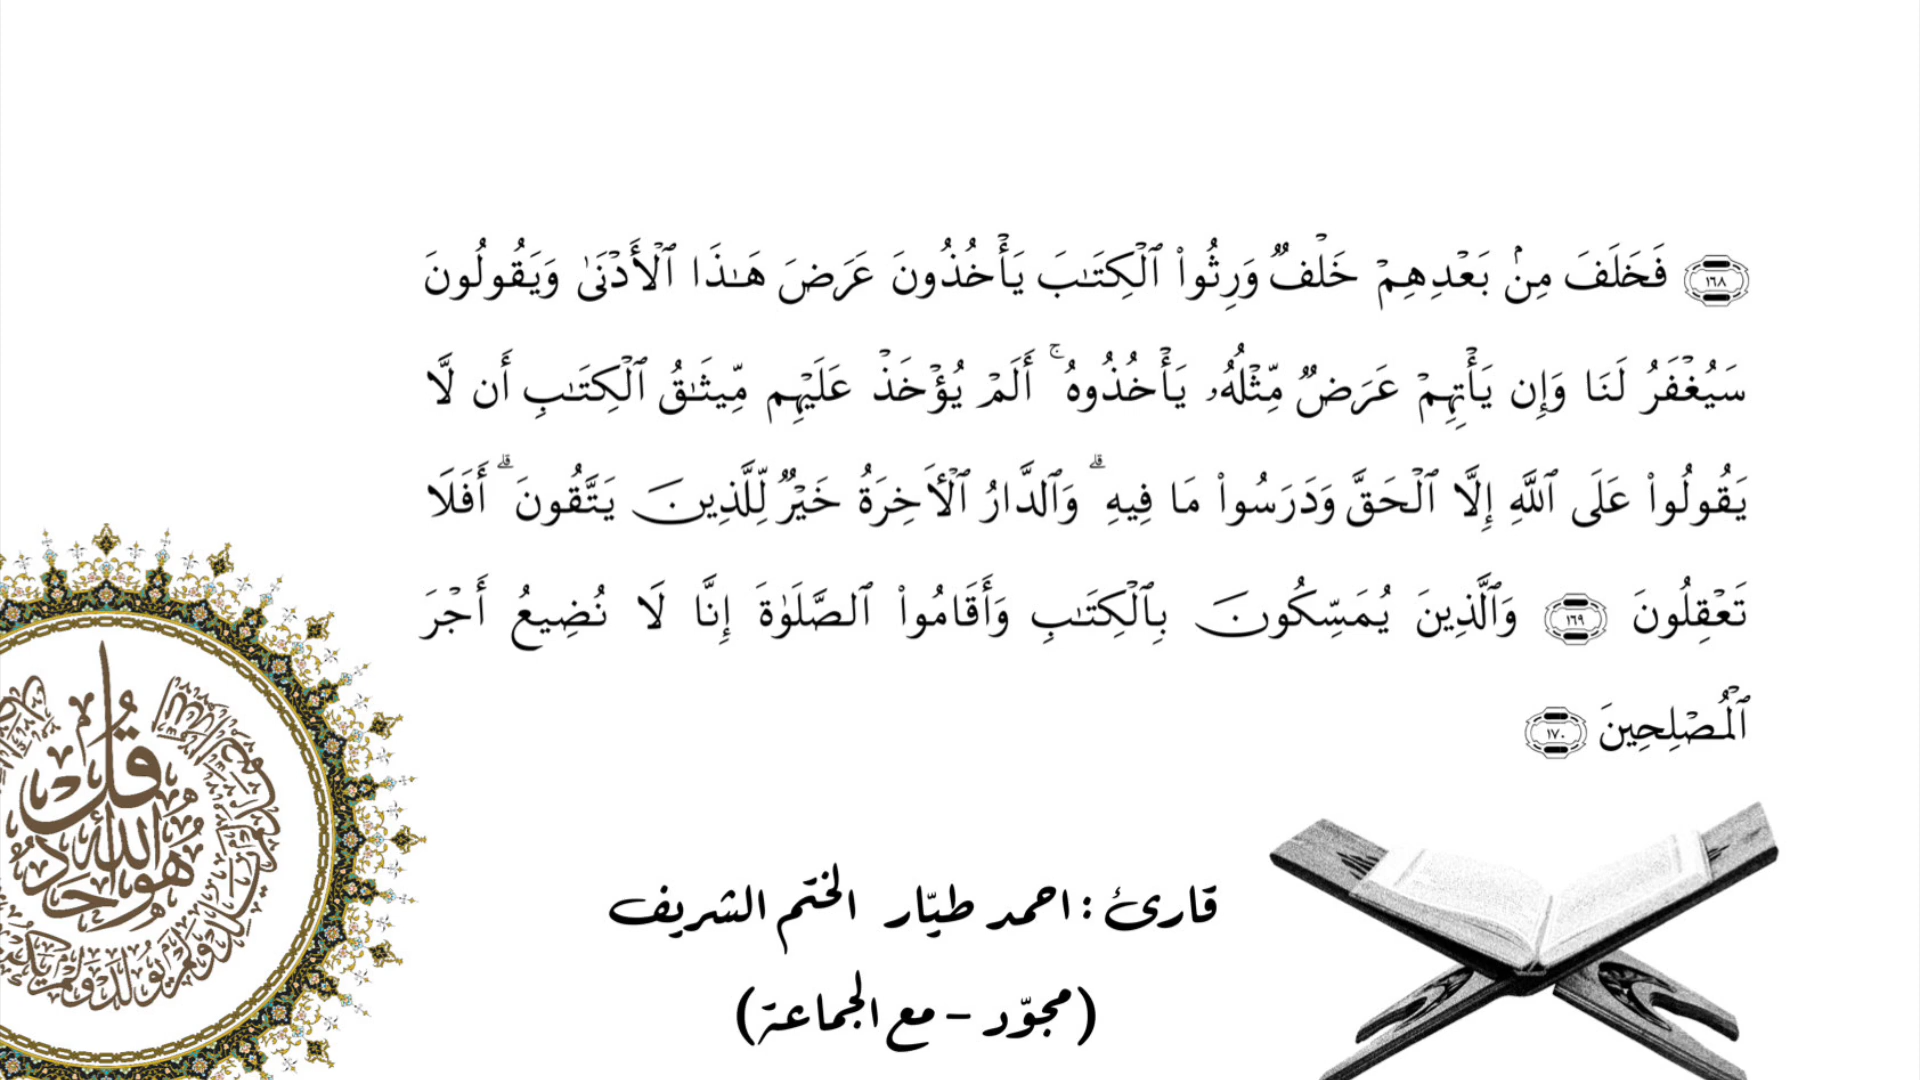 ۝١٦٨ فَخَلَفَ مِنۢ بَعْدِهِمْ خَلْفٌ وَرِثُوا۟ ٱلْكِتَـٰبَ يَأْخُذُونَ عَرَضَ هَـٰذَا ٱلْأَدْنَىٰ وَيَقُولُونَ
سَيُغْفَرُ لَنَا وَإِن يَأْتِهِمْ عَرَضٌ مِّثْلُهُۥ يَأْخُذُوهُ ۚ أَلَمْ يُؤْخَذْ عَلَيْهِم مِّيثَـٰقُ ٱلْكِتَـٰبِ أَن لَّا
يَقُولُوا۟ عَلَى ٱللَّهِ إِلَّا ٱلْحَقَّ وَدَرَسُوا۟ مَا فِيهِ ۗ وَٱلدَّارُ ٱلْـَٔاخِرَةُ خَيْرٌ لِّلَّذِينَ يَتَّقُونَ ۗ أَفَلَا
تَعْقِلُونَ ۝١٦٩ وَٱلَّذِينَ يُمَسِّكُونَ بِٱلْكِتَـٰبِ وَأَقَامُوا۟ ٱلصَّلَوٰةَ إِنَّا لَا نُضِيعُ أَجْرَ
ٱلْمُصْلِحِينَ ۝١٧٠
قُلْ
هُوَ اللهُ
أَحَدٌ
قارئ : احمد طيّار الختم الشريف
(مجوّد - مع الجماعة)